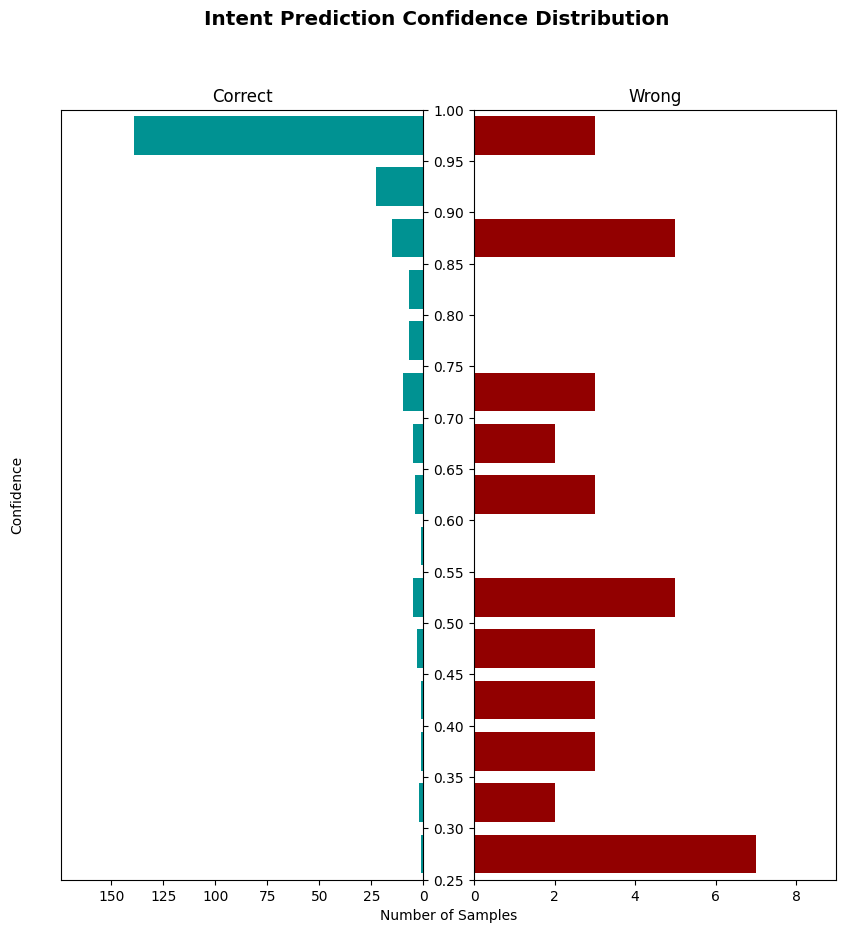 Intent Prediction Confidence Distribution
Correct
Wrong
1.00
0.95
0.90
0.85
0.80
0.75
0.70
0.65
0.60
0.55
0.50
0.45
0.40
0.35
0.30
0.25
Confidence
150 125 100 75 50 25 0
0 2 4 6 8
Number of Samples